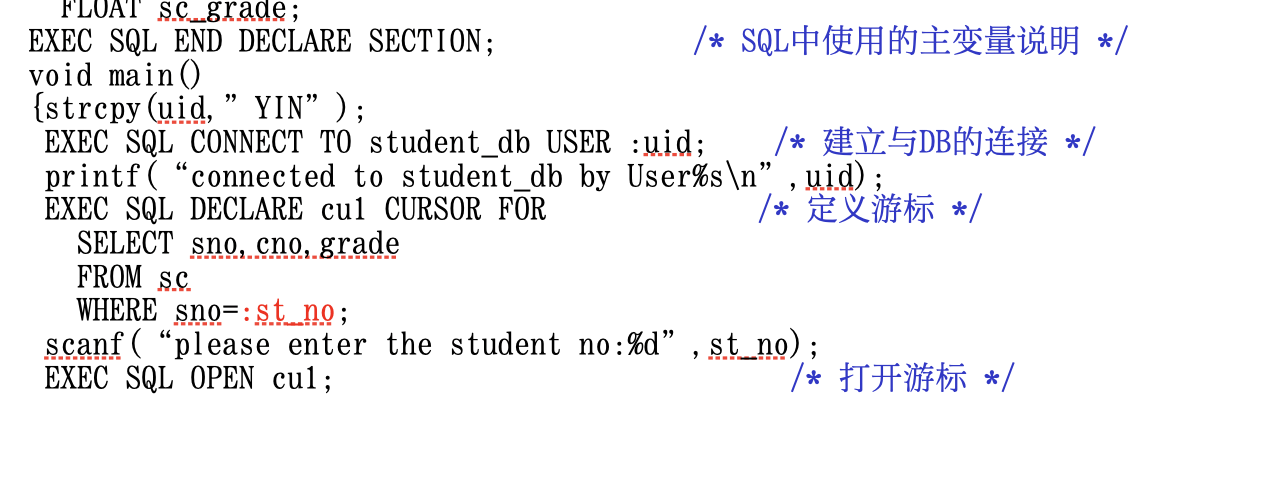 FLOAT sc_grade;
EXEC SQL END DECLARE SECTION; /* SQL中使用的主变量说明 */
void main()
{strcpy(uid,” YIN” );
EXEC SQL CONNECT TO student_db USER :uid; /* 建立与DB的连接 */
printf( “connected to student_db by User%s\n” ,uid);
EXEC SQL DECLARE cu1 CURSOR FOR /* 定义游标 */
SELECT sno,cno,grade
FROM sc
WHERE sno=:st_no;
scanf( “please enter the student no:%d” ,st_no);
EXEC SQL OPEN cu1; /* 打开游标 */